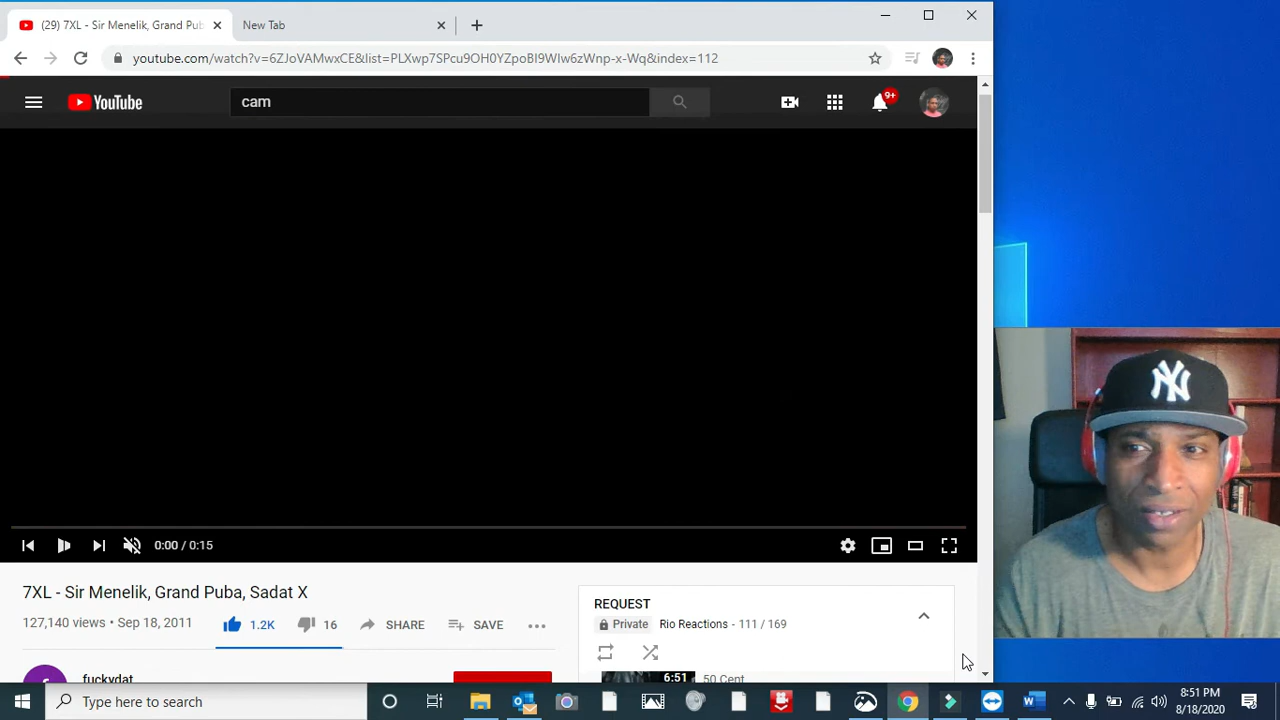 (29) 7XL - Sir Menelik, Grand Pub
New Tab
youtube.com/watch?v=6ZJoVAMwxCE&list=PLXwp7SPcu9OH0YZpoBl9Wlw6zWnp-x-Wq&index=112
YouTube
cam
9+
0:00 / 0:15
7XL - Sir Menelik, Grand Puba, Sadat X
127,140 views • Sep 18, 2011
1.2K
16
SHARE
SAVE
REQUEST
Private Rio Reactions - 111 / 169
fuckydat
6:51
50 Cent
NY
Type here to search
8:51 PM
8/18/2020